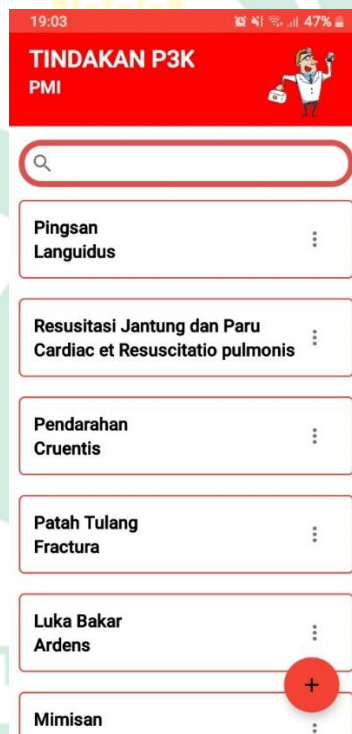 19:03
47%
TINDAKAN P3K
PMI
Pingsan
Languidus
Resusitasi Jantung dan Paru
Cardiac et Resuscitatio pulmonis
Pendarahan
Cruentis
Patah Tulang
Fractura
Luka Bakar
Ardens
+
Mimisan